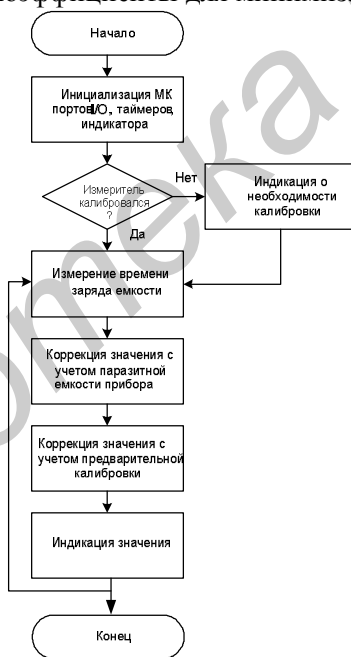 Начало
Инициализация МК
портовI/O, таймеров,
индикатора
Измеритель
калибровался
?
Нет
Индикация о
необходимости
калибровки
Да
Измерение времени
заряда емкости
Коррекция значения с
учетом паразитной
емкости прибора
Коррекция значения с
учетом предварительной
калибровки
Индикация значения
Конец